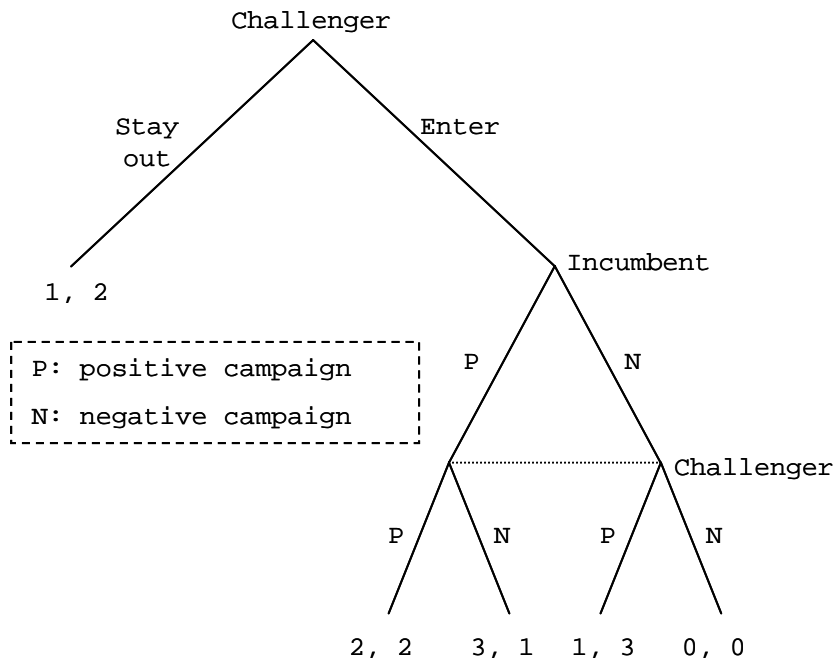 Challenger
Stay
out
Enter
1, 2
Incumbent
P: positive campaign
N: negative campaign
P
N
Challenger
P
N
P
N
2, 2
3, 1
1, 3
0, 0